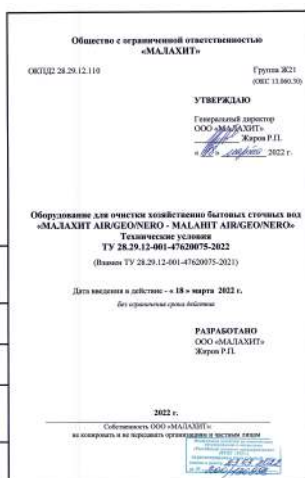 Общество с ограниченной ответственностью
«МАЛАХИТ»
ОКПД2 28.29.12.110
Группа Ж21
(ОКС 13.060.30)
УТВЕРЖДАЮ
Генеральный директор
ООО «МАЛАХИТ»
Жиров Р.П.
марта 2022 г.
Оборудование для очистки хозяйственно бытовых сточных вод
«МАЛАХИТ AIR/GEO/NERO - MALAHIT AIR/GEO/NERO»
Технические условия
ТУ 28.29.12-001-47620075-2022
(Взамен ТУ 28.29.12-001-47620075-2021)
Дата введения в действие - « 18 » марта 2022 г.
Без ограничения срока действия
РАЗРАБОТАНО
ООО «МАЛАХИТ»
Жиров Р.П.
2022 г.
Собственность ООО «МАЛАХИТ»:
не копировать и не передавать организациям и частным лицам